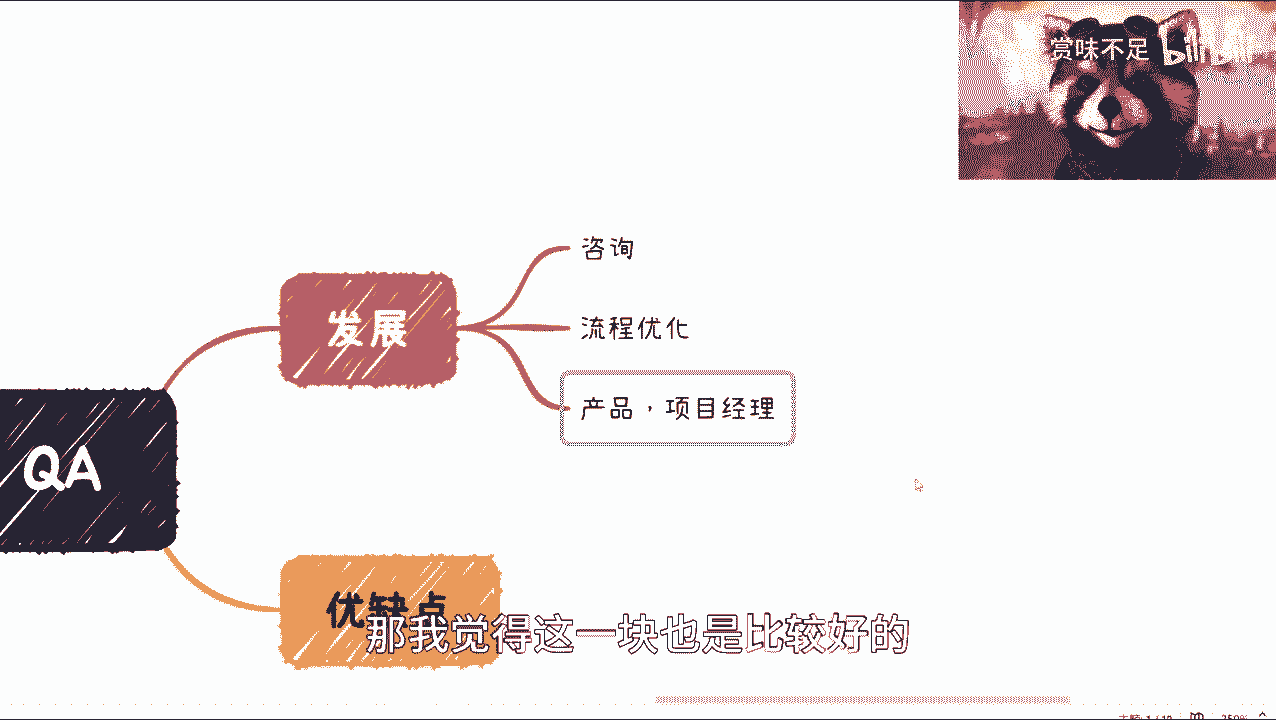 赏味不足 bilibili
咨询
发展
流程优化
产品,项目经理
QA
优缺点
那我觉得这一块也是比较好的
350%